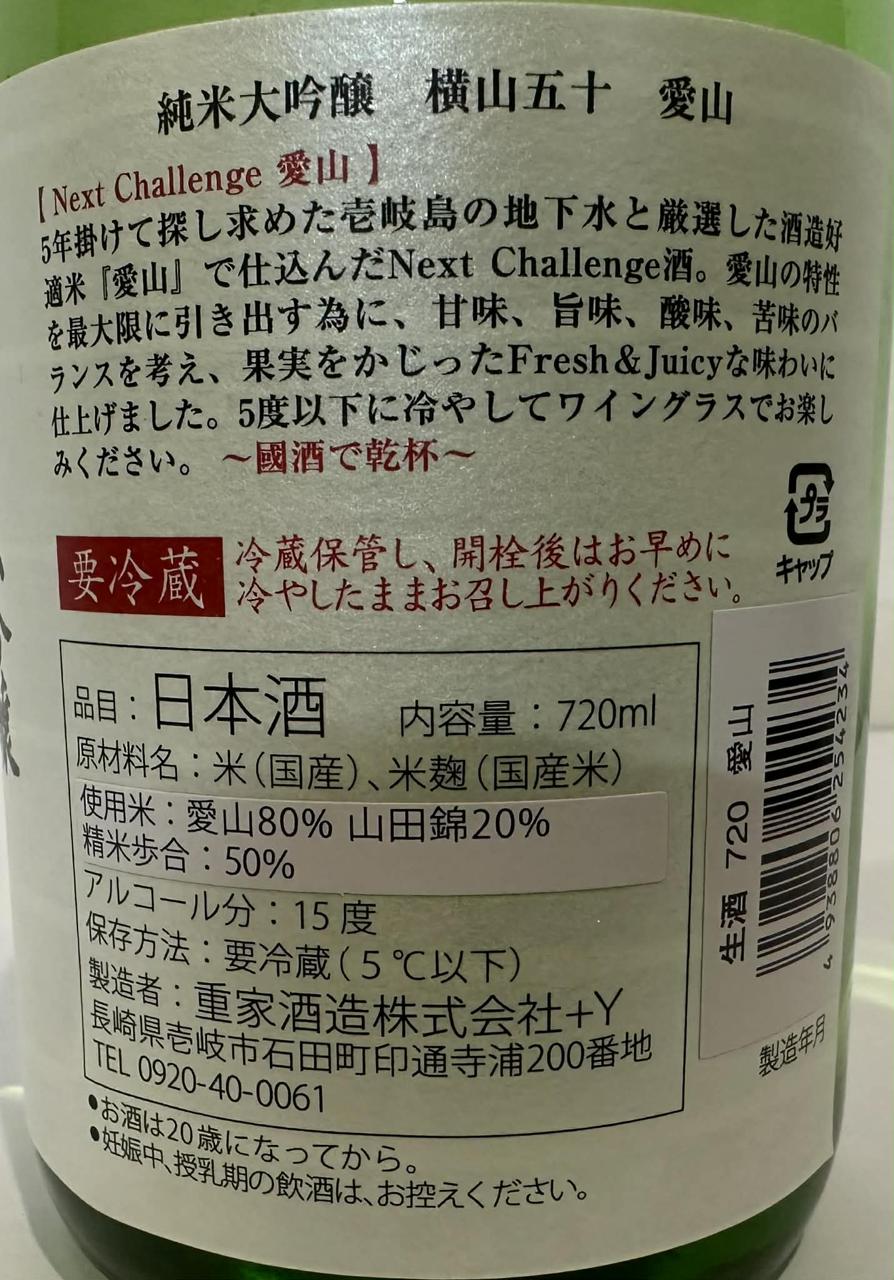 純米大吟醸 横山五十 愛山
【Next Challenge 愛山】
5年掛けて探し求めた壱岐島の地下水と厳選した酒造好
適米『愛山』で仕込んだNext Challenge酒。愛山の特性
を最大限に引き出す為に、甘味、旨味、酸味、苦味のバ
ランスを考え、果実をかじったFresh&Juicyな味わいに
仕上げました。5度以下に冷やしてワイングラスでお楽し
みください。 〜國酒で乾杯〜
プラ
キャップ
要冷蔵
冷蔵保管し、開栓後はお早めに
冷やしたままお召し上がりください。
品目：日本酒 内容量：720ml
原材料名：米（国産）、米麹（国産米）
使用米：愛山80% 山田錦20%
精米歩合：50%
アルコール分：15度
保存方法：要冷蔵（5℃以下）
製造者：重家酒造株式会社+Y
長崎県壱岐市石田町印通寺浦200番地
TEL 0920-40-0061
●お酒は20歳になってから。
●妊娠中、授乳期の飲酒は、お控えください。
生酒 720 愛山
4938806254234
製造年月